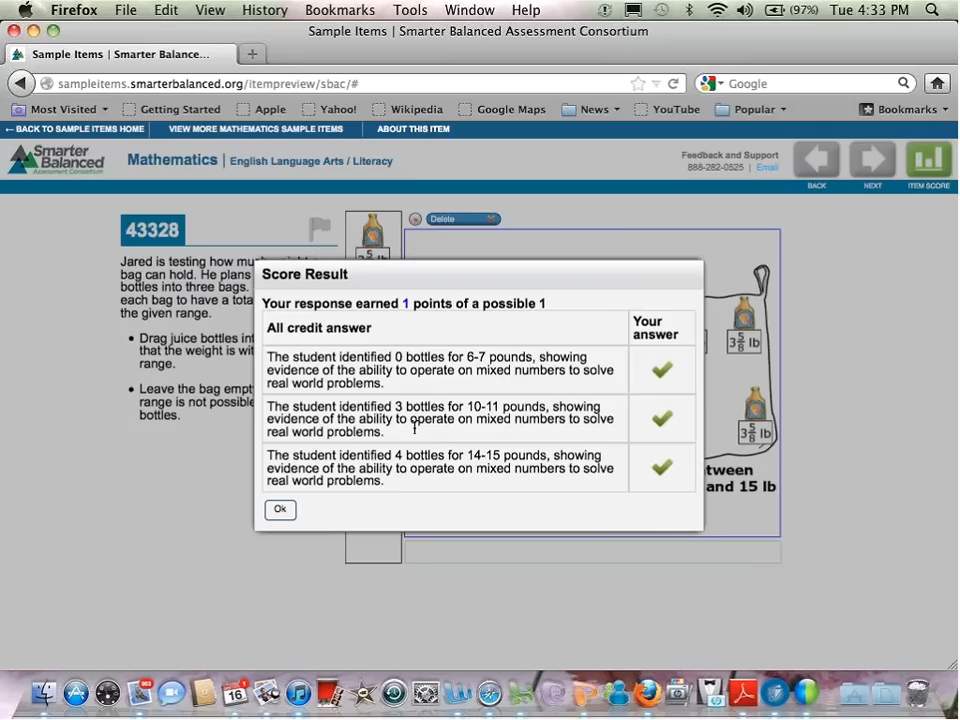 Firefox File Edit View History Bookmarks Tools Window Help (97%) Tue 4:33 PM
Sample Items | Smarter Balanced Assessment Consortium
Sample Items | Smarter Balance...
sampleitems.smarterbalanced.org/itempreview/sbac/# Google
Most Visited Getting Started Apple Yahoo! Wikipedia Google Maps News YouTube Popular Bookmarks
← BACK TO SAMPLE ITEMS HOME VIEW MORE MATHEMATICS SAMPLE ITEMS ABOUT THIS ITEM
Smarter Balanced Assessment Consortium
Mathematics | English Language Arts / Literacy
Feedback and Support
888-282-0525 | Email
BACK NEXT ITEM SCORE
43328
Delete
Jared is testing how
bag can hold. He plans
bottles into three bags.
each bag to have a tota
the given range.
• Drag juice bottles in
that the weight is wit
range.
• Leave the bag empt
range is not possible
bottles.
Score Result
Your response earned 1 points of a possible 1
All credit answer
Your answer
The student identified 0 bottles for 6-7 pounds, showing
evidence of the ability to operate on mixed numbers to solve
real world problems.
The student identified 3 bottles for 10-11 pounds, showing
evidence of the ability to operate on mixed numbers to solve
real world problems.
The student identified 4 bottles for 14-15 pounds, showing
evidence of the ability to operate on mixed numbers to solve
real world problems.
Ok
3 5/8 lb
3 5/8 lb
tween
and 15 lb
16